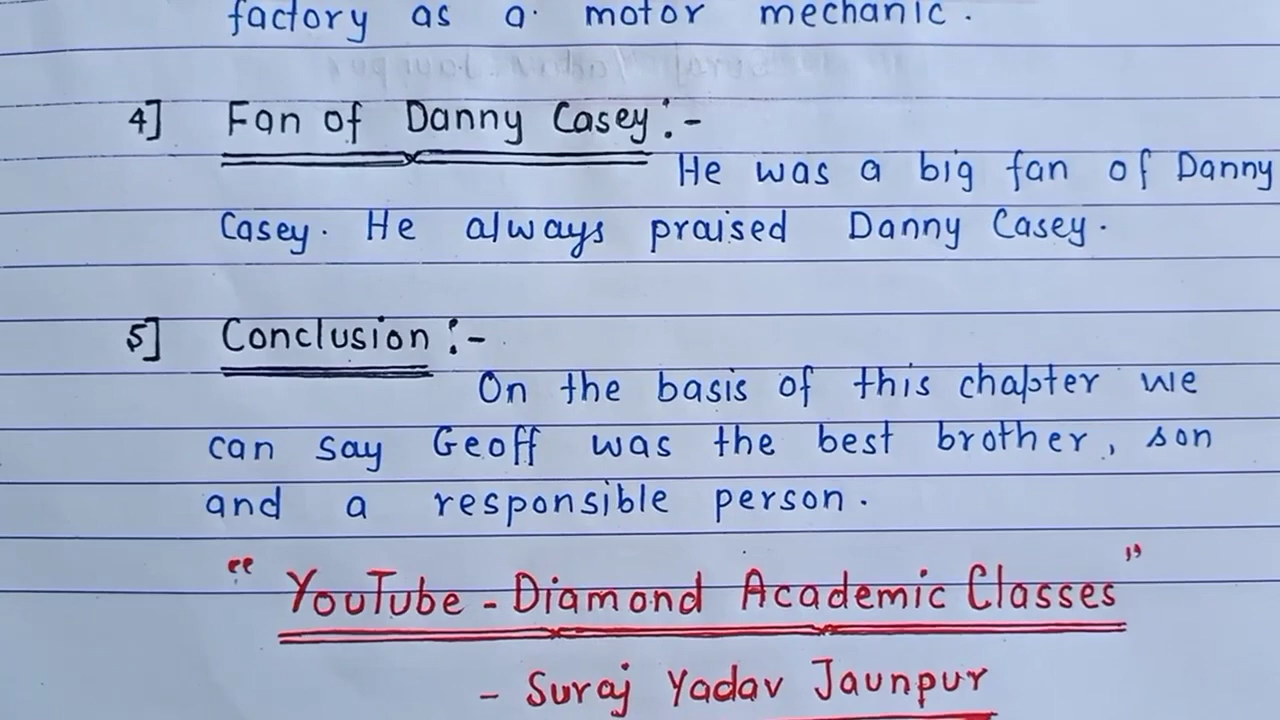 factory as a motor mechanic.
4] Fan of Danny Casey :-
He was a big fan of Danny
Casey. He always praised Danny Casey.
5] Conclusion :-
On the basis of this chapter we
can say Geoff was the best brother, son
and a responsible person.
"YouTube - Diamond Academic Classes"
- Suraj Yadav Jaunpur